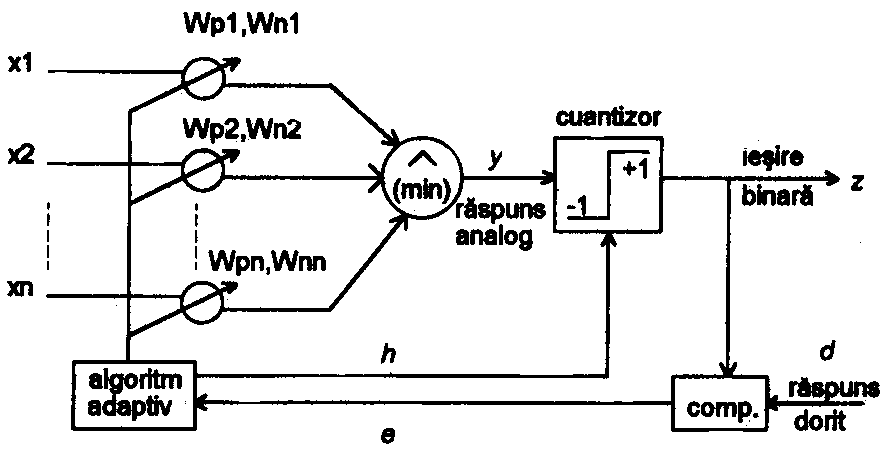 Wp1,Wn1
x1
Wp2,Wn2
x2
cuantizor
y
+1
-1
ieşire
binară
z
(min)
răspuns
analog
Wpn,Wnn
xn
h
d
algoritm
adaptiv
comp.
răspuns
dorit
e